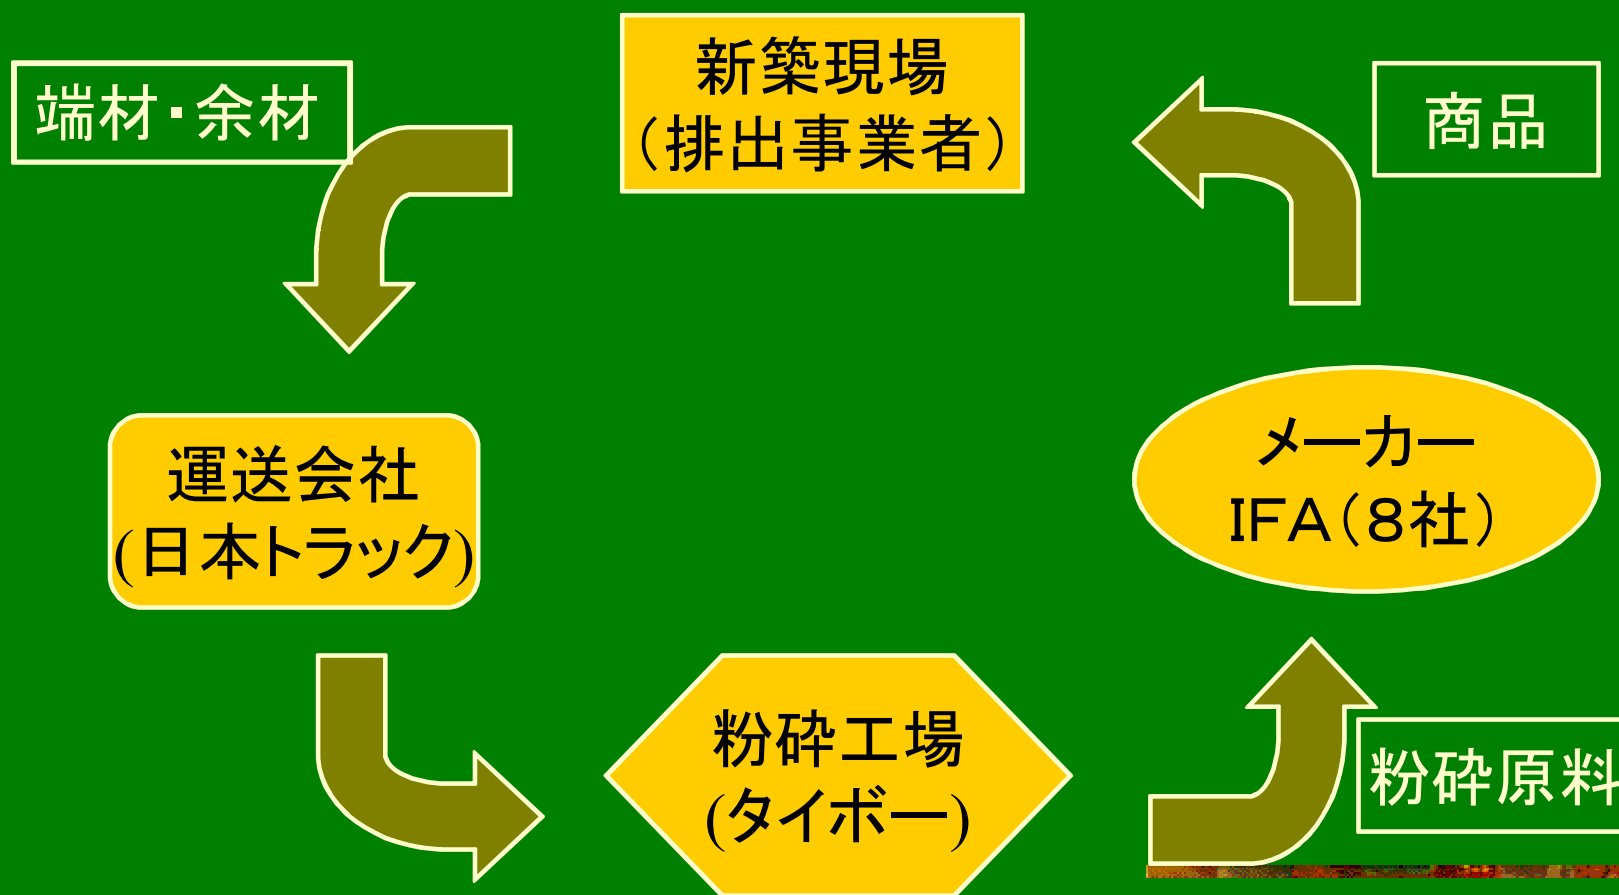 新築現場
（排出事業者）
端材・余材
商品
運送会社
(日本トラック)
メーカー
IFA（８社）
粉砕工場
(タイボー)
粉砕原料